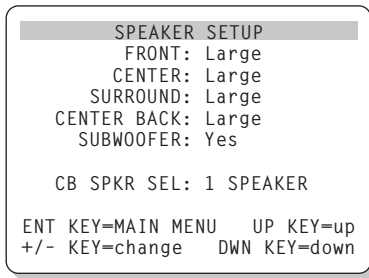 SPEAKER SETUP
FRONT: Large
CENTER: Large
SURROUND: Large
CENTER BACK: Large
SUBWOOFER: Yes
CB SPKR SEL: 1 SPEAKER
ENT KEY=MAIN MENU UP KEY=up
+/- KEY=change DWN KEY=down